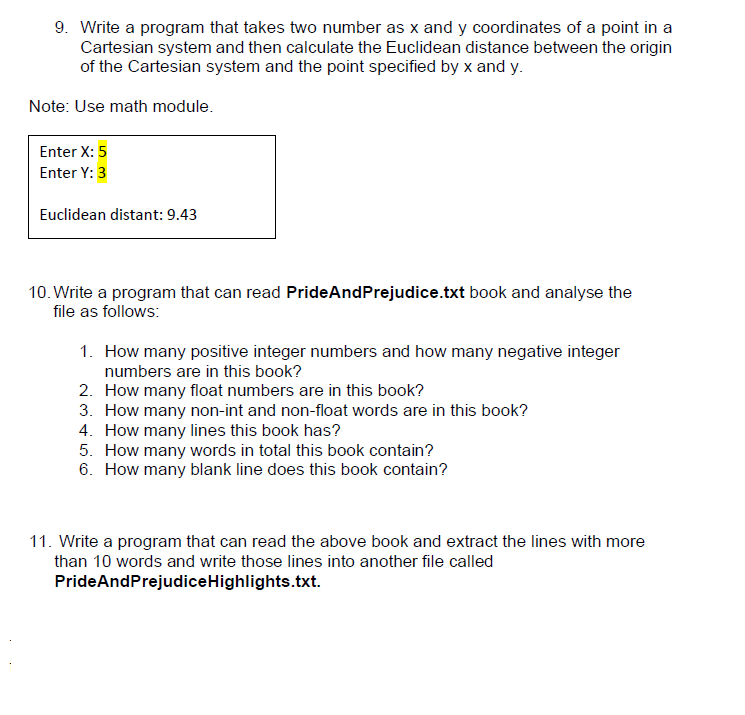 9. Write a program that takes two number as x and y coordinates of a point in a
Cartesian system and then calculate the Euclidean distance between the origin
of the Cartesian system and the point specified by x and y.
Note: Use math module.
Enter X: 5
Enter Y: 3
Euclidean distant: 9.43
10. Write a program that can read PrideAndPrejudice.txt book and analyse the
file as follows:
1. How many positive integer numbers and how many negative integer
numbers are in this book?
2. How many float numbers are in this book?
3. How many non-int and non-float words are in this book?
4. How many lines this book has?
5. How many words in total this book contain?
6. How many blank line does this book contain?
11. Write a program that can read the above book and extract the lines with more
than 10 words and write those lines into another file called
PrideAndPrejudiceHighlights.txt.